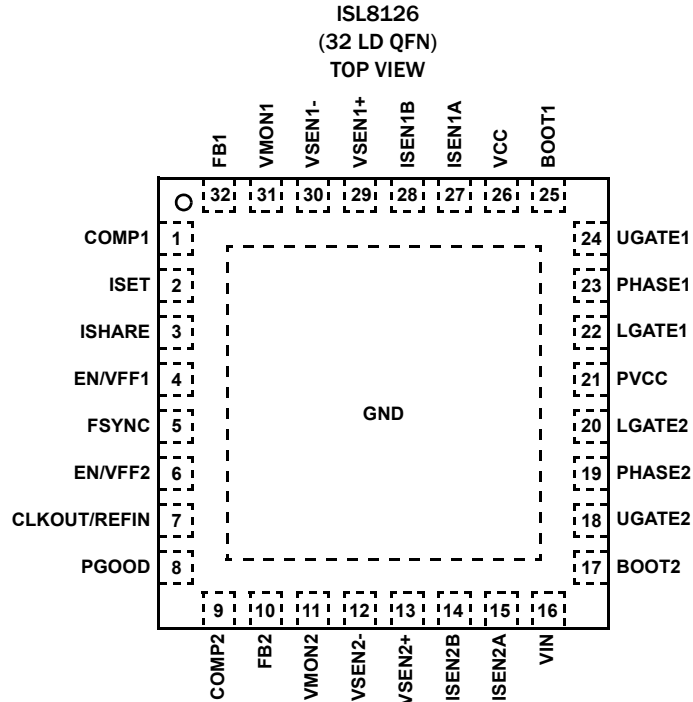 ISL8126
(32 LD QFN)
TOP VIEW
FB1
VMON1
VSEN1-
VSEN1+
ISEN1B
ISEN1A
VCC
BOOT1
32 31 30 29 28 27 26 25
COMP1 1
ISET 2
ISHARE 3
EN/VFF1 4
FSYNC 5
EN/VFF2 6
CLKOUT/REFIN 7
PGOOD 8
GND
24 UGATE1
23 PHASE1
22 LGATE1
21 PVCC
20 LGATE2
19 PHASE2
18 UGATE2
17 BOOT2
9 10 11 12 13 14 15 16
COMP2
FB2
VMON2
VSEN2-
VSEN2+
ISEN2B
ISEN2A
VIN